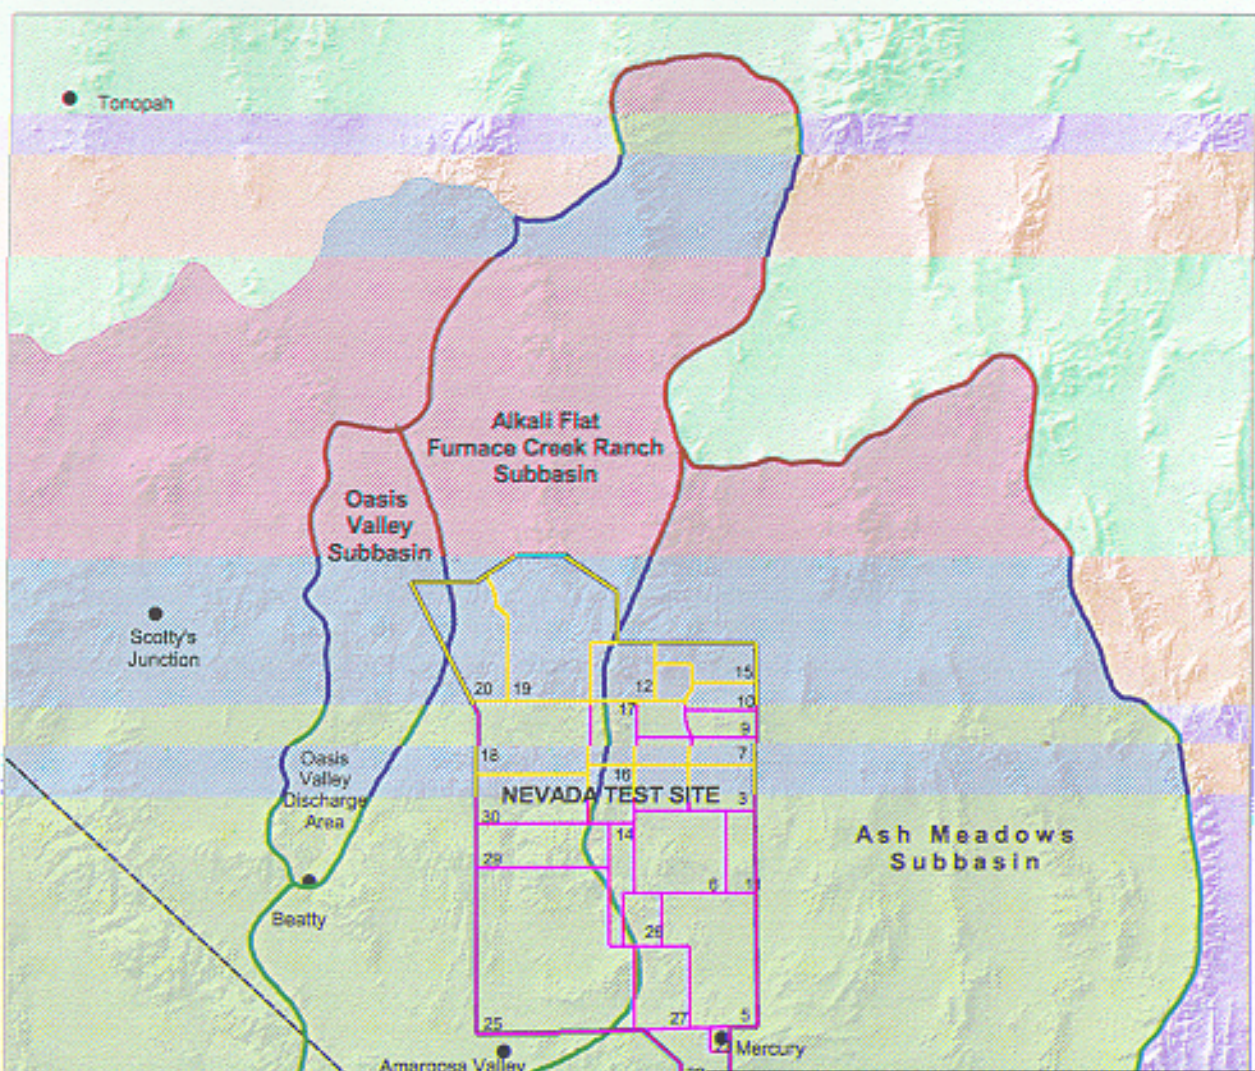 Tonopah
Alkali Flat
Furnace Creek Ranch
Subbasin
Oasis
Valley
Subbasin
Scotty's
Junction
20
19
12
15
10
17
9
18
16
7
Oasis
Valley
Discharge
Area
NEVADA TEST SITE
3
30
14
Ash Meadows
Subbasin
29
6
11
Beatty
26
25
27
5
Mercury
Amargosa Valley